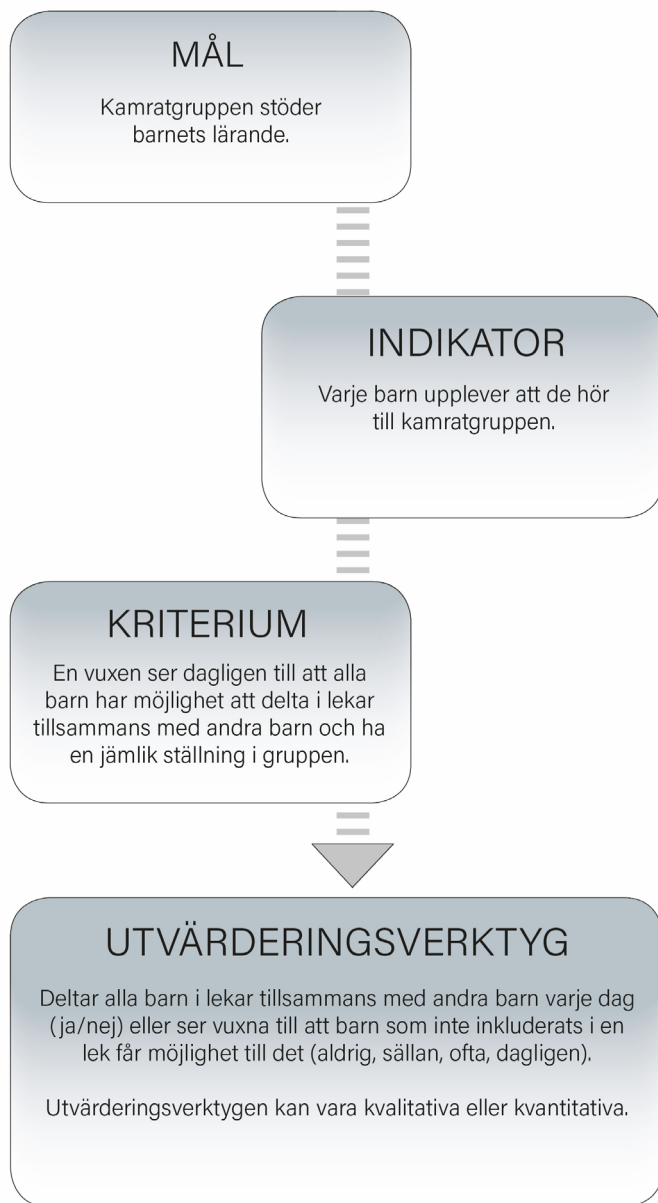 MÅL
Kamratgruppen stöder
barnets lärande.
INDIKATOR
Varje barn upplever att de hör
till kamratgruppen.
KRITERIUM
En vuxen ser dagligen till att alla
barn har möjlighet att delta i lekar
tillsammans med andra barn och ha
en jämlik ställning i gruppen.
UTVÄRDERINGSVERKTYG
Deltar alla barn i lekar tillsammans med andra barn varje dag
(ja/nej) eller ser vuxna till att barn som inte inkluderats i en
lek får möjlighet till det (aldrig, sällan, ofta, dagligen).
Utvärderingsverktygen kan vara kvalitativa eller kvantitativa.